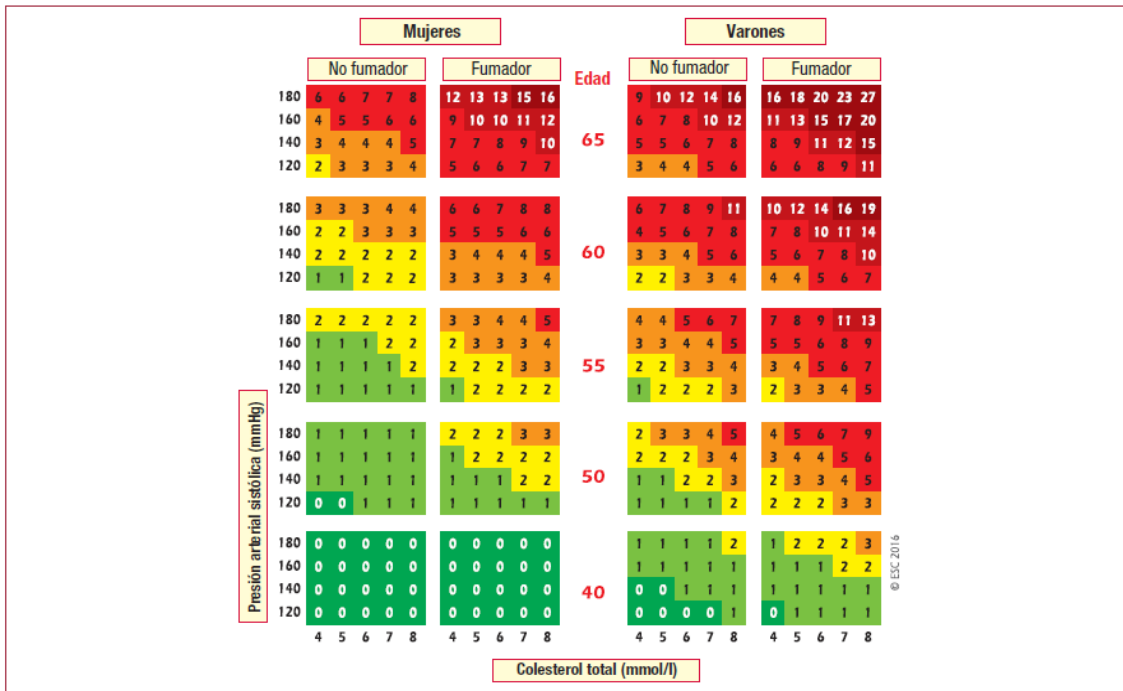 Mujeres Varones
No fumador Fumador Edad No fumador Fumador
180 6 6 7 7 8 12 13 13 15 16 9 10 12 14 16 16 18 20 23 27
160 4 5 5 6 6 9 10 10 11 12 6 7 8 10 12 11 13 15 17 20
65
140 3 4 4 4 5 7 7 8 9 10 5 5 6 7 8 8 9 11 12 15
120 2 3 3 3 4 5 6 6 7 7 3 4 4 5 6 6 6 8 9 11
180 3 3 3 4 4 6 6 7 8 8 6 7 8 9 11 10 12 14 16 19
160 2 2 3 3 3 5 5 5 6 6 4 5 6 7 8 7 8 10 11 14
60
140 2 2 2 2 2 3 4 4 4 5 3 3 4 5 6 5 6 7 8 10
120 1 1 2 2 2 3 3 3 3 4 2 2 3 3 4 4 4 5 6 7
180 2 2 2 2 2 3 3 4 4 5 4 4 5 6 7 7 8 9 11 13
160 1 1 1 2 2 2 3 3 3 4 3 3 4 4 5 5 5 6 8 9
55
140 1 1 1 1 2 2 2 2 3 3 2 2 3 3 4 3 4 5 6 7
120 1 1 1 1 1 1 2 2 2 2 1 2 2 2 3 2 3 3 4 5
180 1 1 1 1 1 2 2 2 3 3 2 3 3 4 5 4 5 6 7 9
160 1 1 1 1 1 1 2 2 2 2 2 2 2 3 4 3 4 4 5 6
50
140 1 1 1 1 1 1 1 1 2 2 1 1 2 2 3 2 3 3 4 5
120 0 0 1 1 1 1 1 1 1 1 1 1 1 1 2 2 2 2 3 3
180 0 0 0 0 0 0 0 0 0 0 1 1 1 1 2 1 2 2 2 3
160 0 0 0 0 0 0 0 0 0 0 1 1 1 1 1 1 1 1 2 2
40
140 0 0 0 0 0 0 0 0 0 0 0 0 1 1 1 1 1 1 1 1
120 0 0 0 0 0 0 0 0 0 0 0 0 0 0 1 0 1 1 1 1
4 5 6 7 8 4 5 6 7 8 4 5 6 7 8 4 5 6 7 8
Presión arterial sistólica (mmHg)
Colesterol total (mmol/l)
© ESC 2016